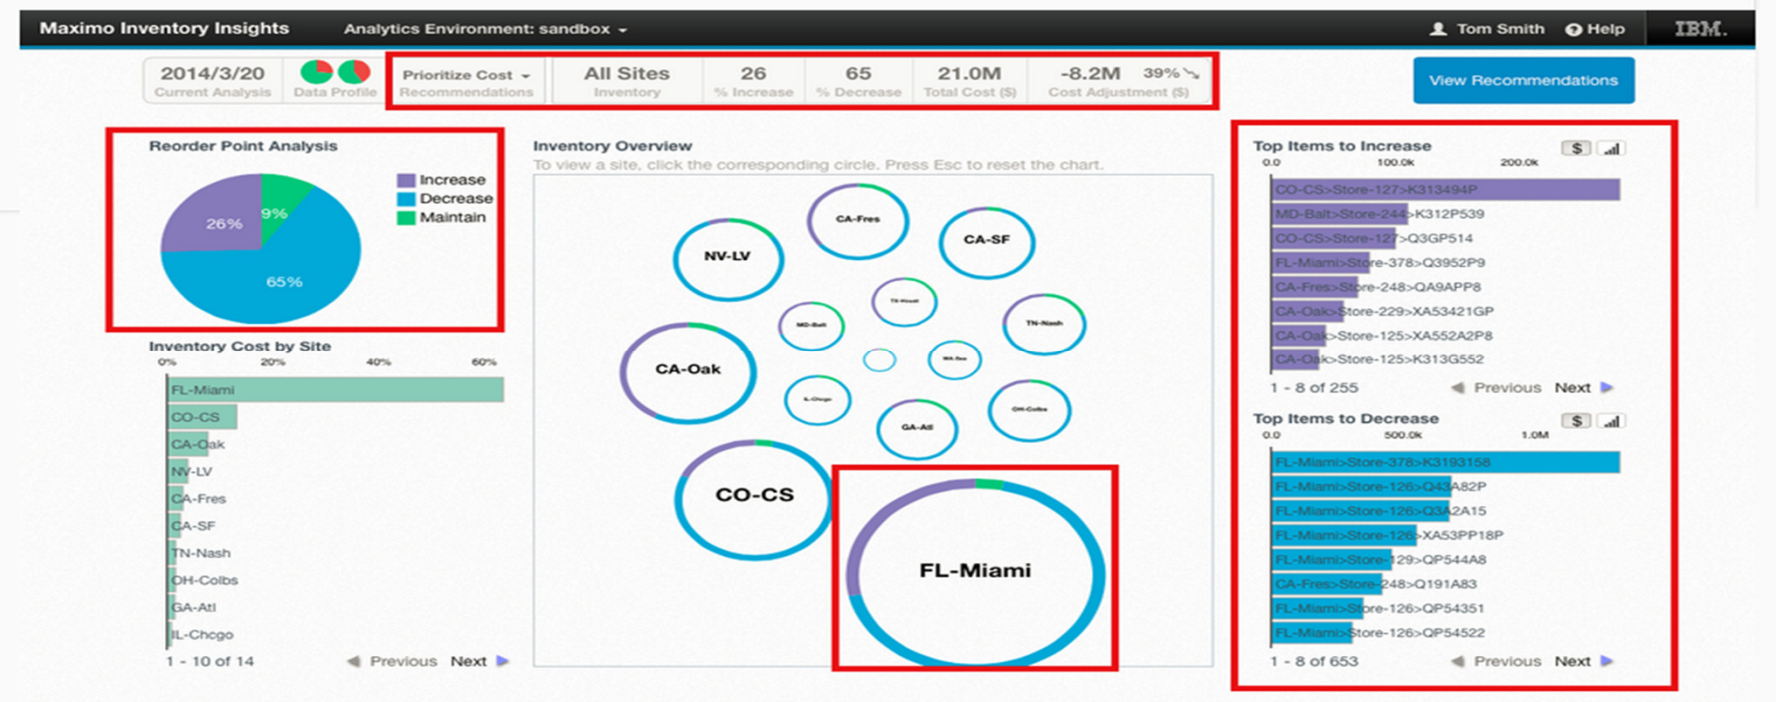 Maximo Inventory Insights
Analytics Environment: sandbox
Tom Smith
Help
IBM.
2014/3/20
Current Analysis
Data Profile
Prioritize Cost
Recommendations
All Sites
Inventory
26
% Increase
65
% Decrease
21.0M
Total Cost ($)
-8.2M 39%
Cost Adjustment ($)
View Recommendations
Reorder Point Analysis
Increase
Decrease
Maintain
26%
9%
65%
Inventory Cost by Site
0% 20% 40% 60%
FL-Miami
CO-CS
CA-Oak
NV-LV
CA-Fres
CA-SF
TN-Nash
OH-Colbs
GA-Atl
IL-Chcgo
1 - 10 of 14
Previous Next
Inventory Overview
To view a site, click the corresponding circle. Press Esc to reset the chart.
CA-Fres
CA-SF
NV-LV
MD-Balt
TN-Nash
CA-Oak
IL-Chcgo
OH-Colbs
GA-Atl
CO-CS
FL-Miami
Top Items to Increase
$
0.0 100.0k 200.0k
CO-CS>Store-127>K313494P
MD-Balt>Store-244>K312P539
CO-CS>Store-127>Q3GP514
FL-Miami>Store-378>Q3952P9
CA-Fres>Store-248>QA9APP8
CA-Oak>Store-229>XA53421GP
CA-Oak>Store-125>XA552A2P8
CA-Oak>Store-125>K313G552
1 - 8 of 255
Previous Next
Top Items to Decrease
$
0.0 500.0k 1.0M
FL-Miami>Store-378>K3193158
FL-Miami>Store-126>Q43A82P
FL-Miami>Store-126>Q3A2A15
FL-Miami>Store-126>XA53PP18P
FL-Miami>Store-129>QP544A8
CA-Fres>Store-248>Q191A83
FL-Miami>Store-126>QP54351
FL-Miami>Store-126>QP54522
1 - 8 of 653
Previous Next